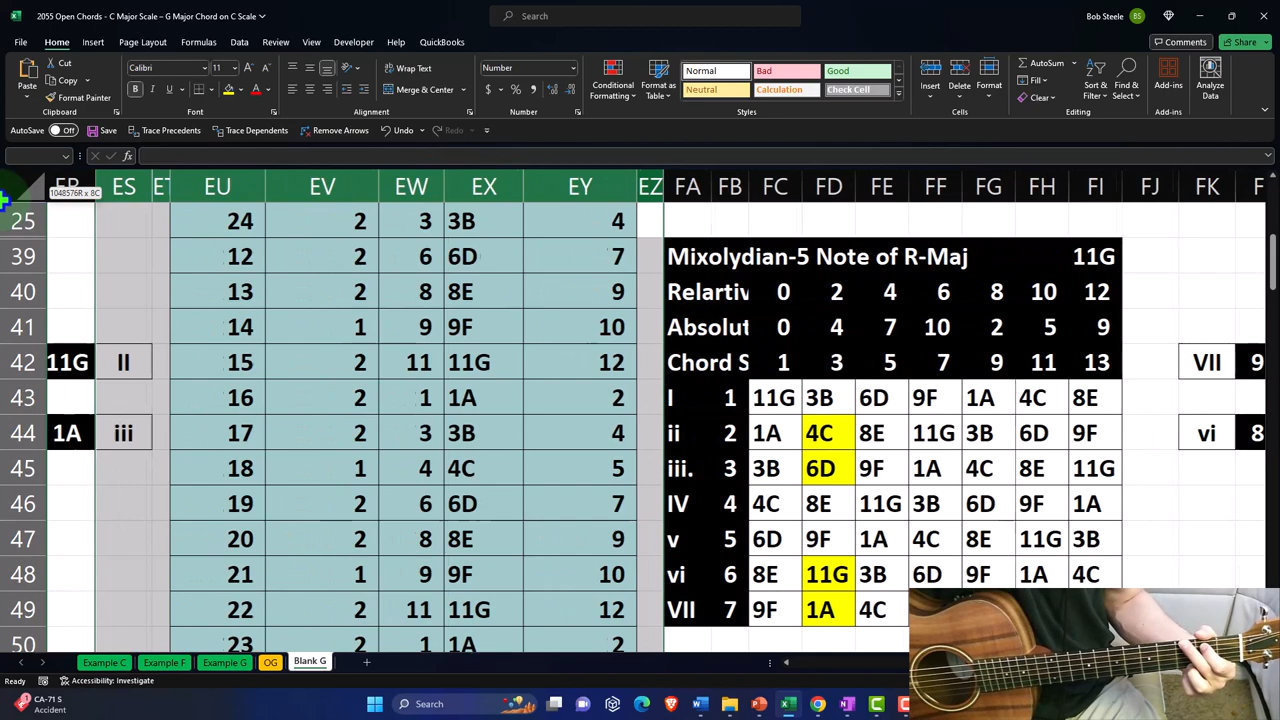 2055 Open Chords - C Major Scale – G Major Chord on C Scale
Search
Bob Steele BS
File Home Insert Page Layout Formulas Data Review View Developer Help QuickBooks Comments Share
Paste Cut Copy Format Painter Clipboard
Calibri 11 B I U Font
Wrap Text Merge & Center Alignment
Number $ % Number
Conditional Formatting Format as Table
Normal Bad Good
Neutral Calculation Check Cell
Styles
Insert Delete Format Cells
AutoSum Fill Clear Sort & Filter Find & Select Editing
Add-ins Add-ins
Analyze Data
AutoSave Off Save Trace Precedents Trace Dependents Remove Arrows Undo Redo
fx
1048576R x 8C
ES EU EV EW EX EY EZ FA FB FC FD FE FF FG FH FI FJ FK
25 24 2 3 3B 4
39 12 2 6 6D 7 Mixolydian-5 Note of R-Maj 11G
40 13 2 8 8E 9 Relartiv 0 2 4 6 8 10 12
41 14 1 9 9F 10 Absolut 0 4 7 10 2 5 9
42 11G II 15 2 11 11G 12 Chord S 1 3 5 7 9 11 13 VII 9
43 16 2 1 1A 2 I 1 11G 3B 6D 9F 1A 4C 8E
44 1A iii 17 2 3 3B 4 ii 2 1A 4C 8E 11G 3B 6D 9F vi 8
45 18 1 4 4C 5 iii. 3 3B 6D 9F 1A 4C 8E 11G
46 19 2 6 6D 7 IV 4 4C 8E 11G 3B 6D 9F 1A
47 20 2 8 8E 9 v 5 6D 9F 1A 4C 8E 11G 3B
48 21 1 9 9F 10 vi 6 8E 11G 3B 6D 9F 1A 4C
49 22 2 11 11G 12 VII 7 9F 1A 4C
50 23 2 1 1A 2
Example C Example F Example G OG Blank G
Ready Accessibility: Investigate
CA-71 S
Accident
Search